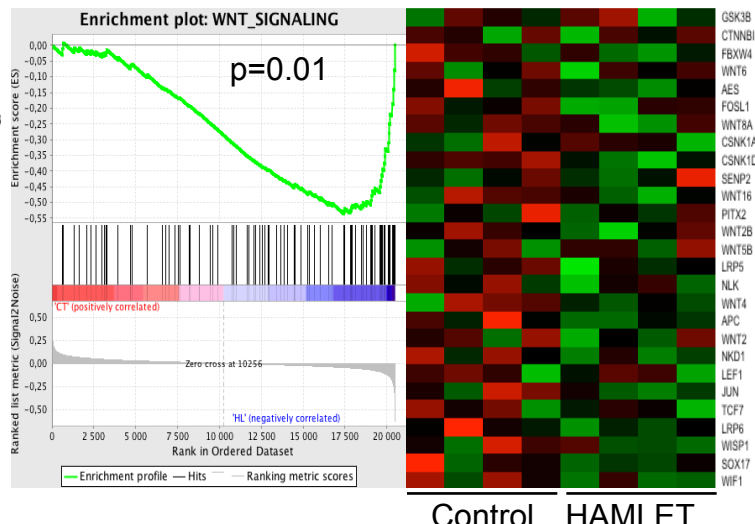 Enrichment plot: WNT_SIGNALING
p=0.01
Enrichment score (ES)
0,00
-0,05
-0,10
-0,15
-0,20
-0,25
-0,30
-0,35
-0,40
-0,45
-0,50
-0,55
'CT' (positively correlated)
Ranked list metric (Signal2Noise)
0,50
0,25
0,00
-0,25
-0,50
Zero cross at 10256
'HL' (negatively correlated)
0 2 500 5 000 7 500 10 000 12 500 15 000 17 500 20 000
Rank in Ordered Dataset
Enrichment profile Hits Ranking metric scores
GSK3B
CTNNBI
FBXW4
WNT6
AES
FOSL1
WNT8A
CSNK1A
CSNK1D
SENP2
WNT16
PITX2
WNT2B
WNT5B
LRP5
NLK
WNT4
APC
WNT2
NKD1
LEF1
JUN
TCF7
LRP6
WISP1
SOX17
WIF1
Control HAMLET